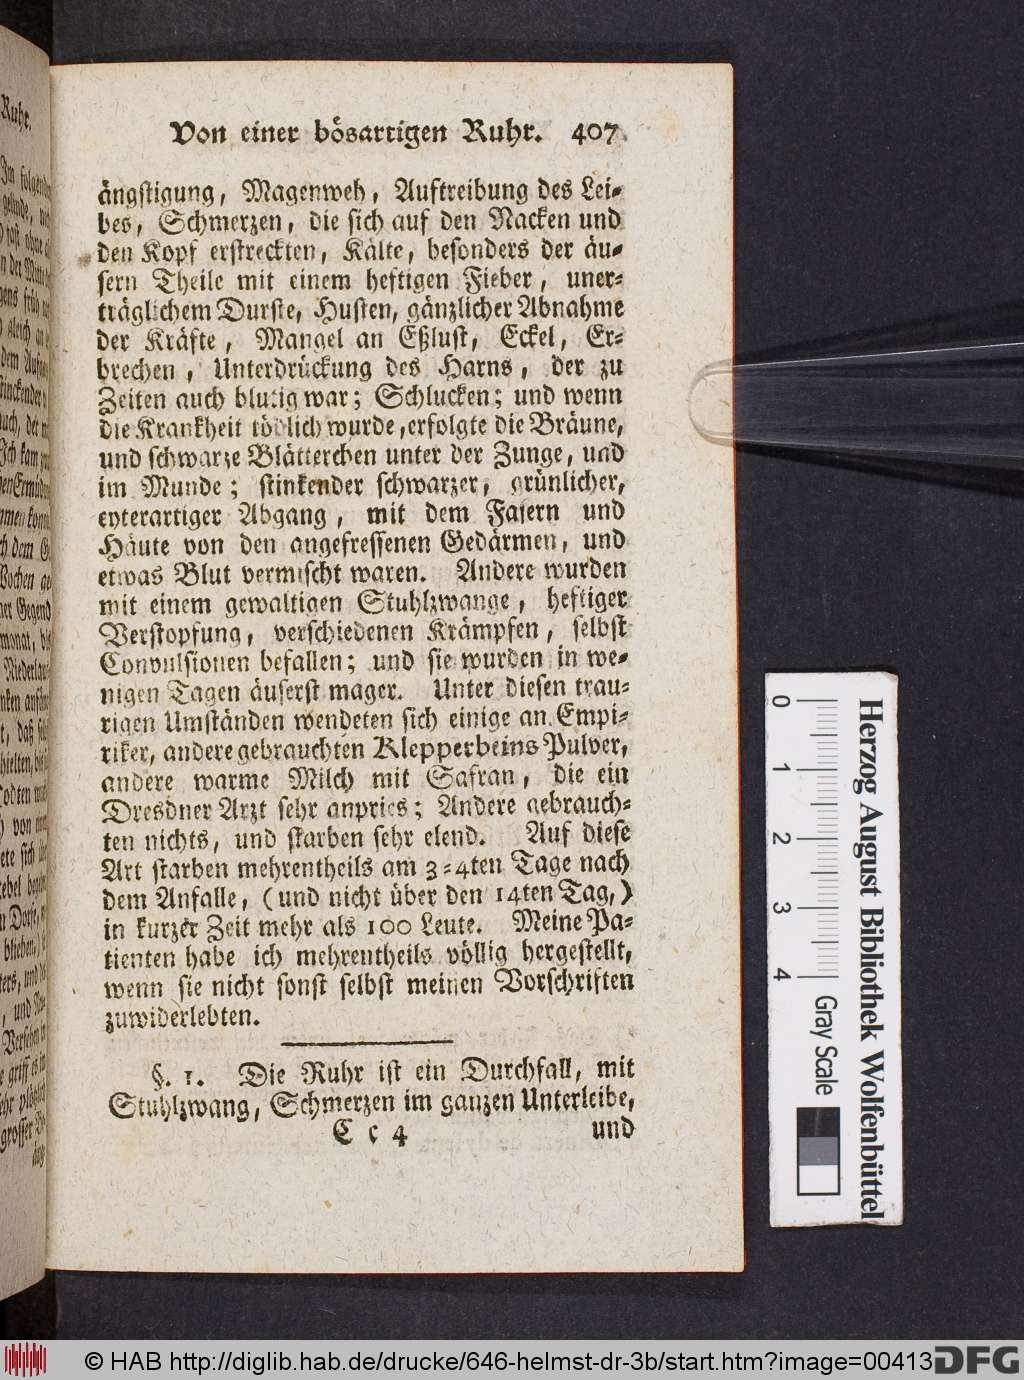 Von einer bösartigen Ruhr. 407
ängstigung, Magenweh, Auftreibung des Lei-
bes, Schmerzen, die sich auf den Nacken und
den Kopf erstreckten, Kälte, besonders der äu-
sern Theile mit einem heftigen Fieber, uner-
träglichem Durste, Husten, gänzlicher Abnahme
der Kräfte, Mangel an Eßlust, Eckel, Er-
brechen, Unterdrückung des Harns, der zu
Zeiten auch blutig war; Schlucken; und wenn
die Krankheit tödlich wurde, erfolgte die Bräune,
und schwarze Blätterchen unter der Zunge, und
im Munde; stinkender schwarzer, grünlicher,
eyterartiger Abgang, mit dem Fasern und
Häute von den angefressenen Gedärmen, und
etwas Blut vermischt waren. Andere wurden
mit einem gewaltigen Stuhlzwange, heftiger
Verstopfung, verschiedenen Krämpfen, selbst
Convulsionen befallen; und sie wurden in we-
nigen Tagen äuserst mager. Unter diesen trau-
rigen Umständen wendeten sich einige an Empi-
riker, andere gebrauchten Klepperbeins Pulver,
andere warme Milch mit Safran, die ein
Dresdner Arzt sehr anpries; Andere gebrauch-
ten nichts, und starben sehr elend. Auf diese
Art starben mehrentheils am 3-4ten Tage nach
dem Anfalle, (und nicht über den 14ten Tag,)
in kurzer Zeit mehr als 100 Leute. Meine Pa-
tienten habe ich mehrentheils völlig hergestellt,
wenn sie nicht sonst selbst meinen Vorschriften
zuwiderlebten.
§. 1. Die Ruhr ist ein Durchfall, mit
Stuhlzwang, Schmerzen im ganzen Unterleibe,
C c 4 und
0 1 2 3 4
Gray Scale
Herzog August Bibliothek Wolfenbüttel
© HAB http://diglib.hab.de/drucke/646-helmst-dr-3b/start.htm?image=00413
DFG